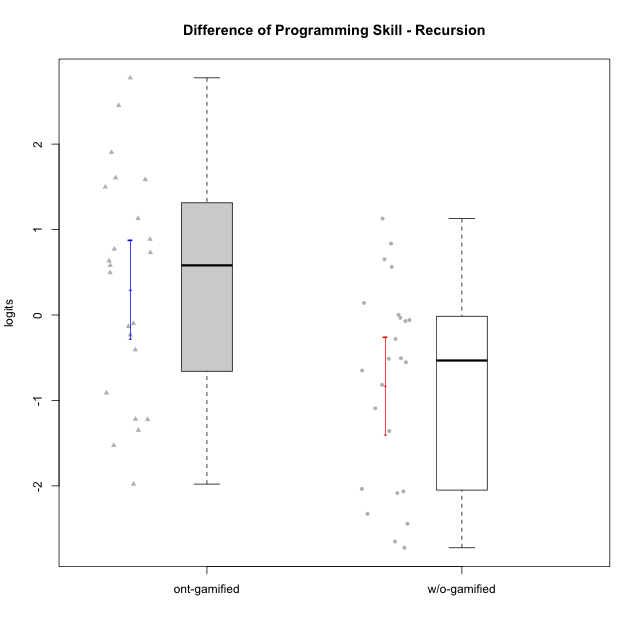 Difference of Programming Skill - Recursion
logits
2
1
0
-1
-2
ont-gamified
w/o-gamified